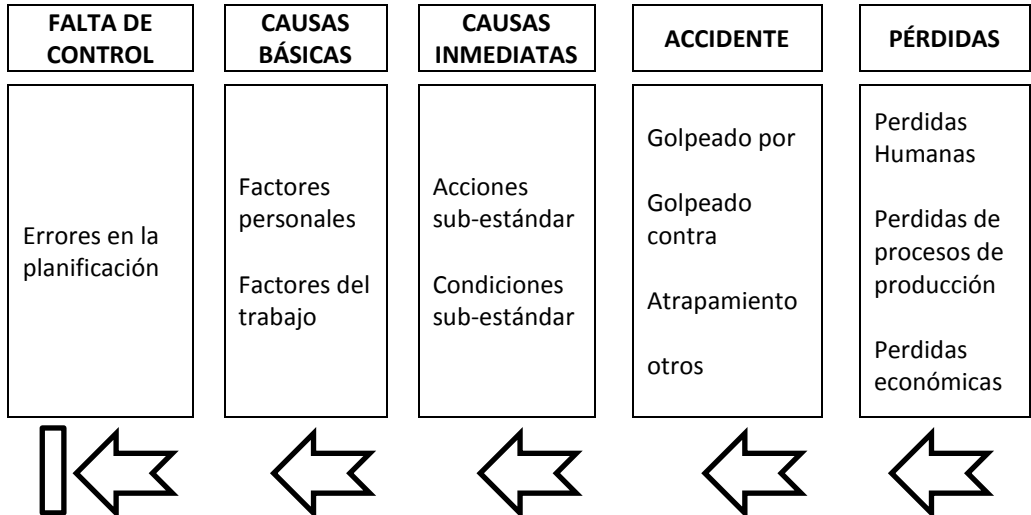 FALTA DE
CONTROL
CAUSAS
BÁSICAS
CAUSAS
INMEDIATAS
ACCIDENTE
PÉRDIDAS
Errores en la
planificación
Factores
personales
Factores del
trabajo
Acciones
sub-estándar
Condiciones
sub-estándar
Golpeado por
Golpeado
contra
Atrapamiento
otros
Perdidas
Humanas
Perdidas de
procesos de
producción
Perdidas
económicas